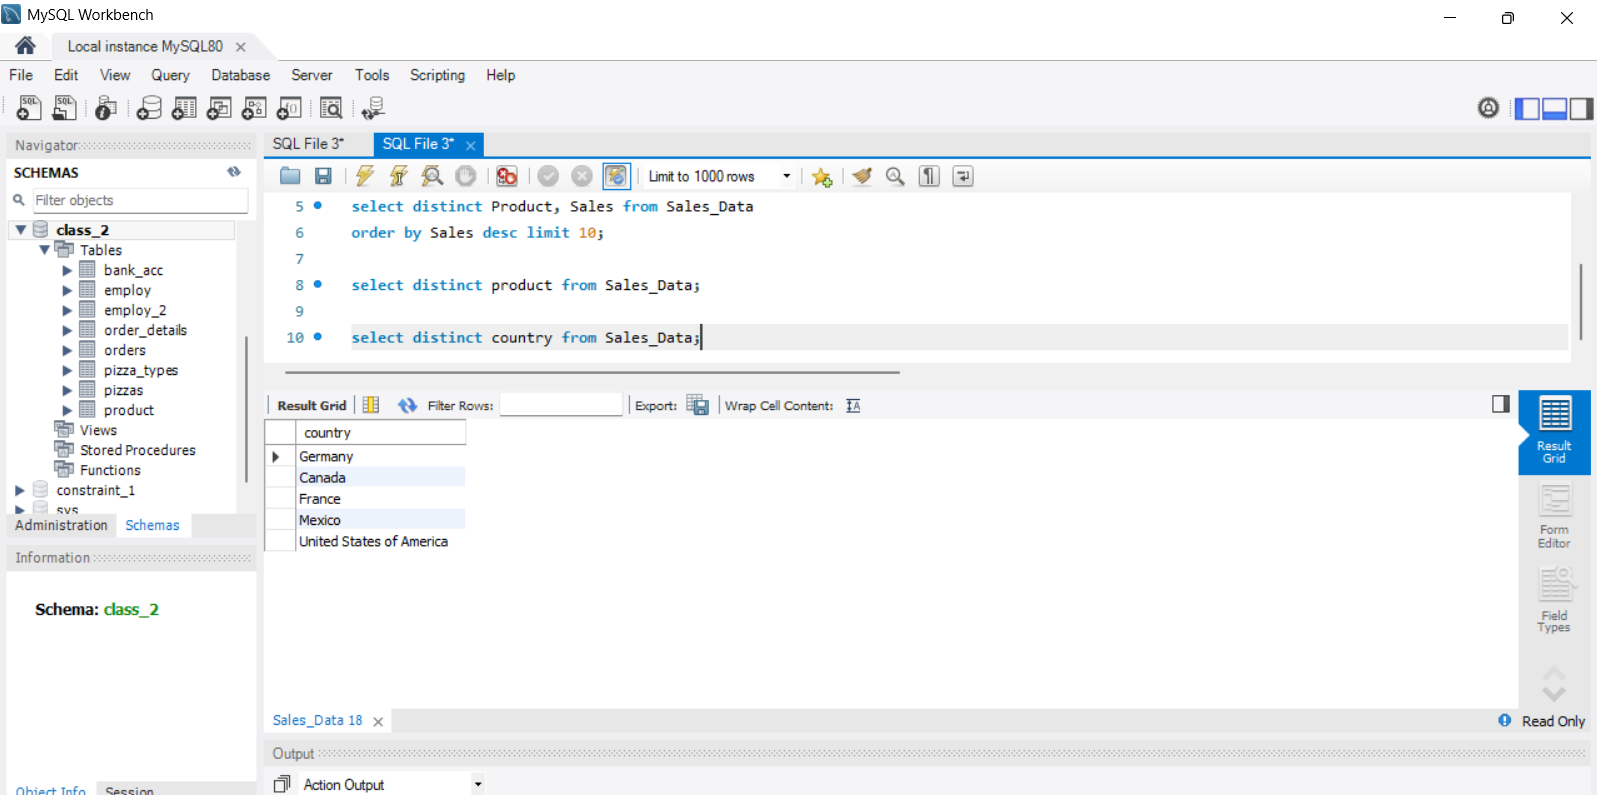 MySQL Workbench
Local instance MySQL80
File Edit View Query Database Server Tools Scripting Help
Navigator
SCHEMAS
Filter objects
class_2
Tables
bank_acc
employ
employ_2
order_details
orders
pizza_types
pizzas
product
Views
Stored Procedures
Functions
constraint_1
sys
Administration Schemas
Information
Schema: class_2
Object Info Session
SQL File 3* SQL File 3*
Limit to 1000 rows
5 select distinct Product, Sales from Sales_Data
6 order by Sales desc limit 10;
7
8 select distinct product from Sales_Data;
9
10 select distinct country from Sales_Data;
Result Grid Filter Rows: Export: Wrap Cell Content:
country
Germany
Canada
France
Mexico
United States of America
Result
Grid
Form
Editor
Field
Types
Sales_Data 18
Read Only
Output
Action Output